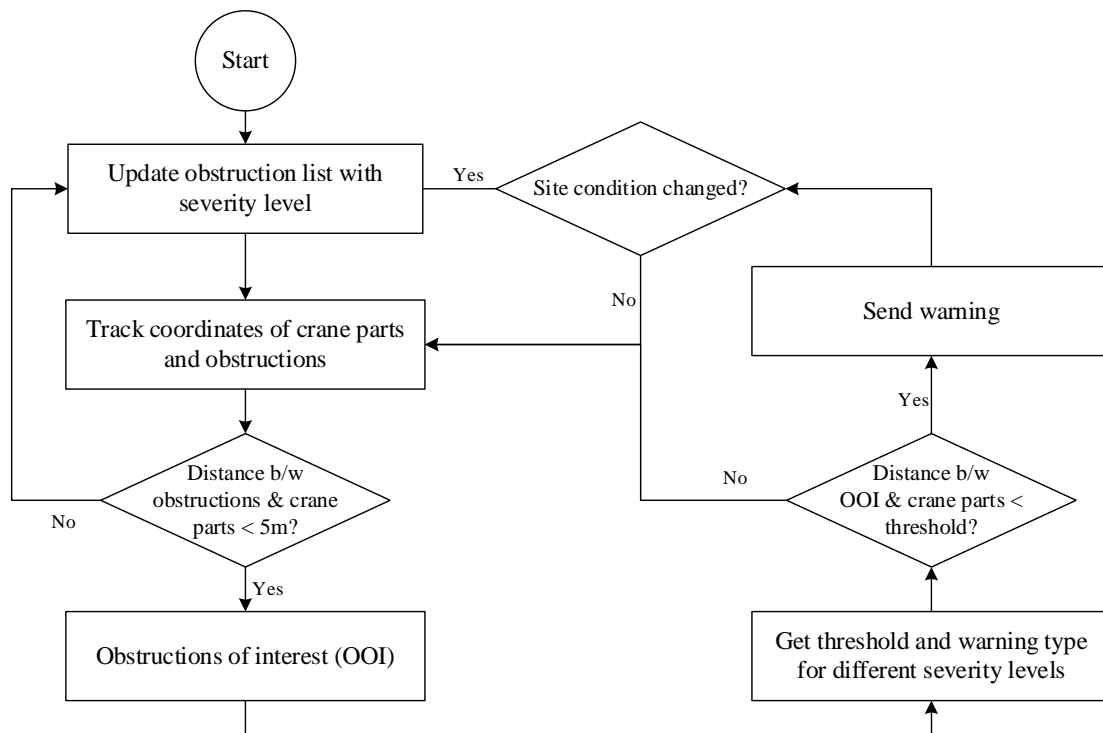 Start
Update obstruction list with
severity level
Yes
Site condition changed?
No
Track coordinates of crane parts
and obstructions
Send warning
Yes
Distance b/w
obstructions & crane
parts < 5m?
No
Yes
No
Distance b/w
OOI & crane parts <
threshold?
Obstructions of interest (OOI)
Get threshold and warning type
for different severity levels